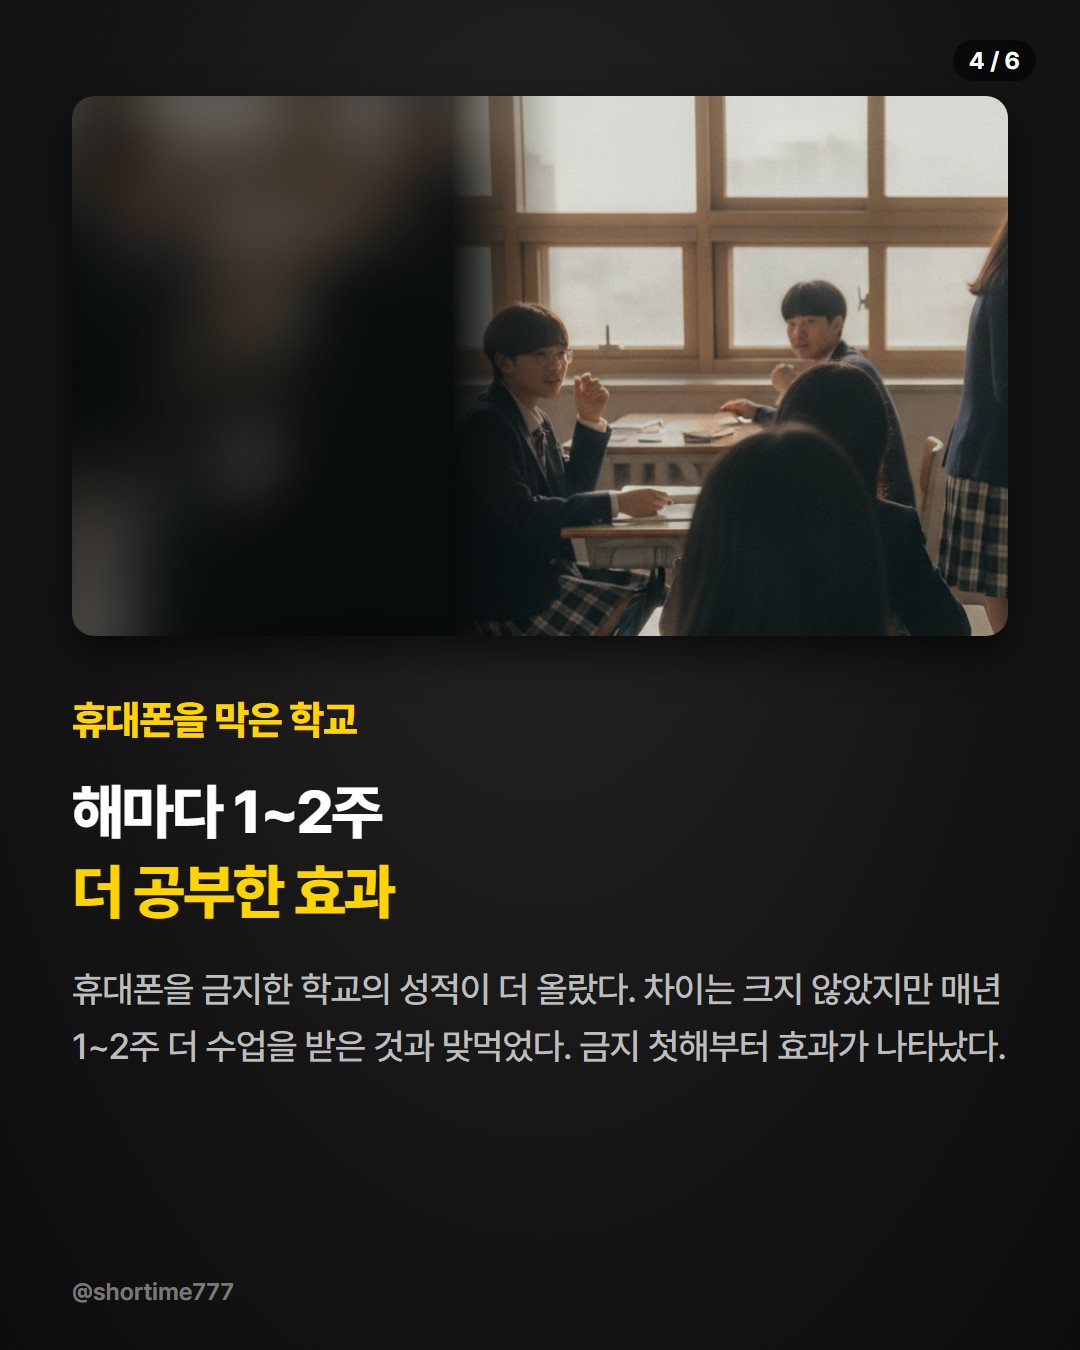 4 / 6
휴대폰을 막은 학교
해마다 1~2주
더 공부한 효과
휴대폰을 금지한 학교의 성적이 더 올랐다. 차이는 크지 않았지만 매년
1~2주 더 수업을 받은 것과 맞먹었다. 금지 첫해부터 효과가 나타났다.
@shortime777